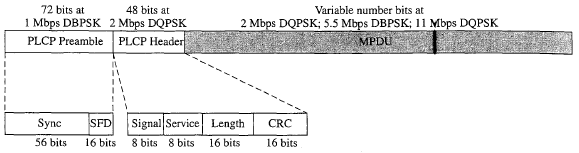 72 bits at
1 Mbps DBPSK
48 bits at
2 Mbps DQPSK
Variable number bits at
2 Mbps DQPSK; 5.5 Mbps DBPSK; 11 Mbps DQPSK
PLCP Preamble
PLCP Header
MPDU
Sync
SFD
Signal
Service
Length
CRC
56 bits
16 bits
8 bits
8 bits
16 bits
16 bits